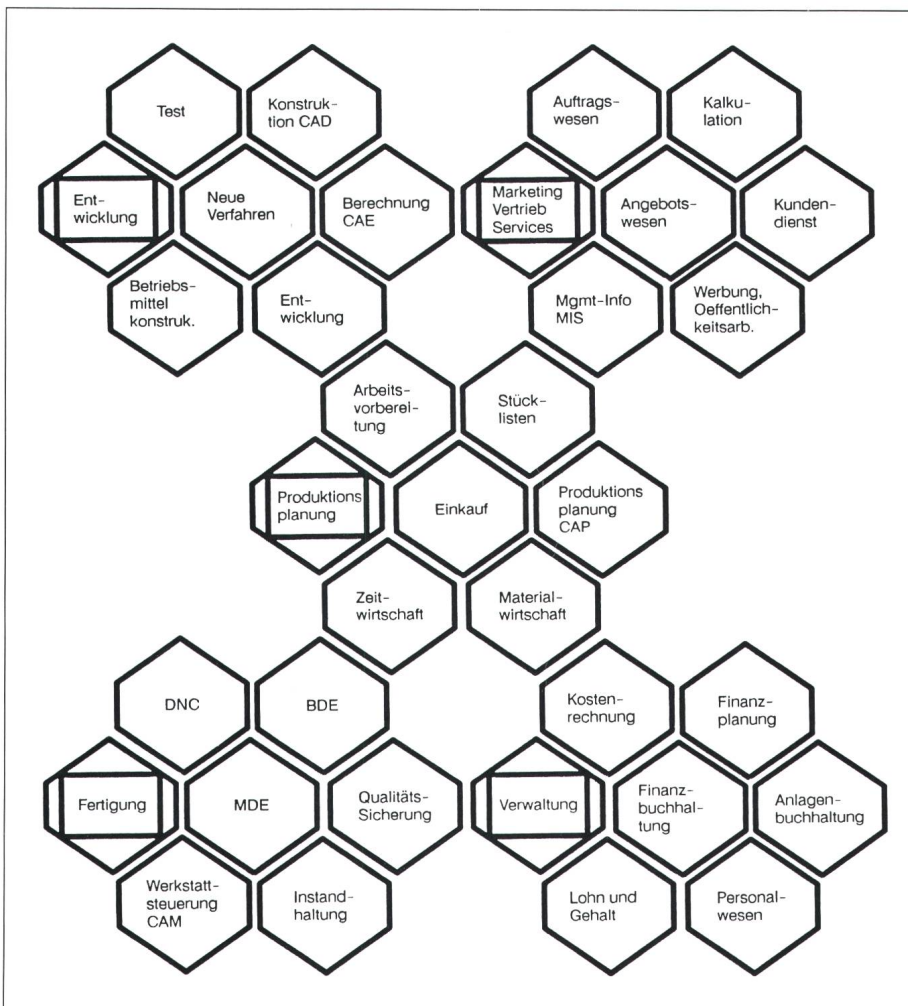 Test
Konstruk-
tion CAD
Ent-
wicklung
Neue
Verfahren
Berechnung
CAE
Betriebs-
mittel
konstruk.
Ent-
wicklung
Auftrags-
wesen
Kalku-
lation
Marketing
Vertrieb
Services
Angebots-
wesen
Kunden-
dienst
Mgmt-Info
MIS
Werbung,
Oeffentlich-
keitsarb.
Arbeits-
vorberei-
tung
Stück-
listen
Produktions
planung
Einkauf
Produktions
planung
CAP
Zeit-
wirtschaft
Material-
wirtschaft
DNC
BDE
Fertigung
MDE
Qualitäts-
Sicherung
Werkstatt-
steuerung
CAM
Instand-
haltung
Kosten-
rechnung
Finanz-
planung
Verwaltung
Finanz-
buchhal-
tung
Anlagen-
buchhaltung
Lohn und
Gehalt
Personal-
wesen